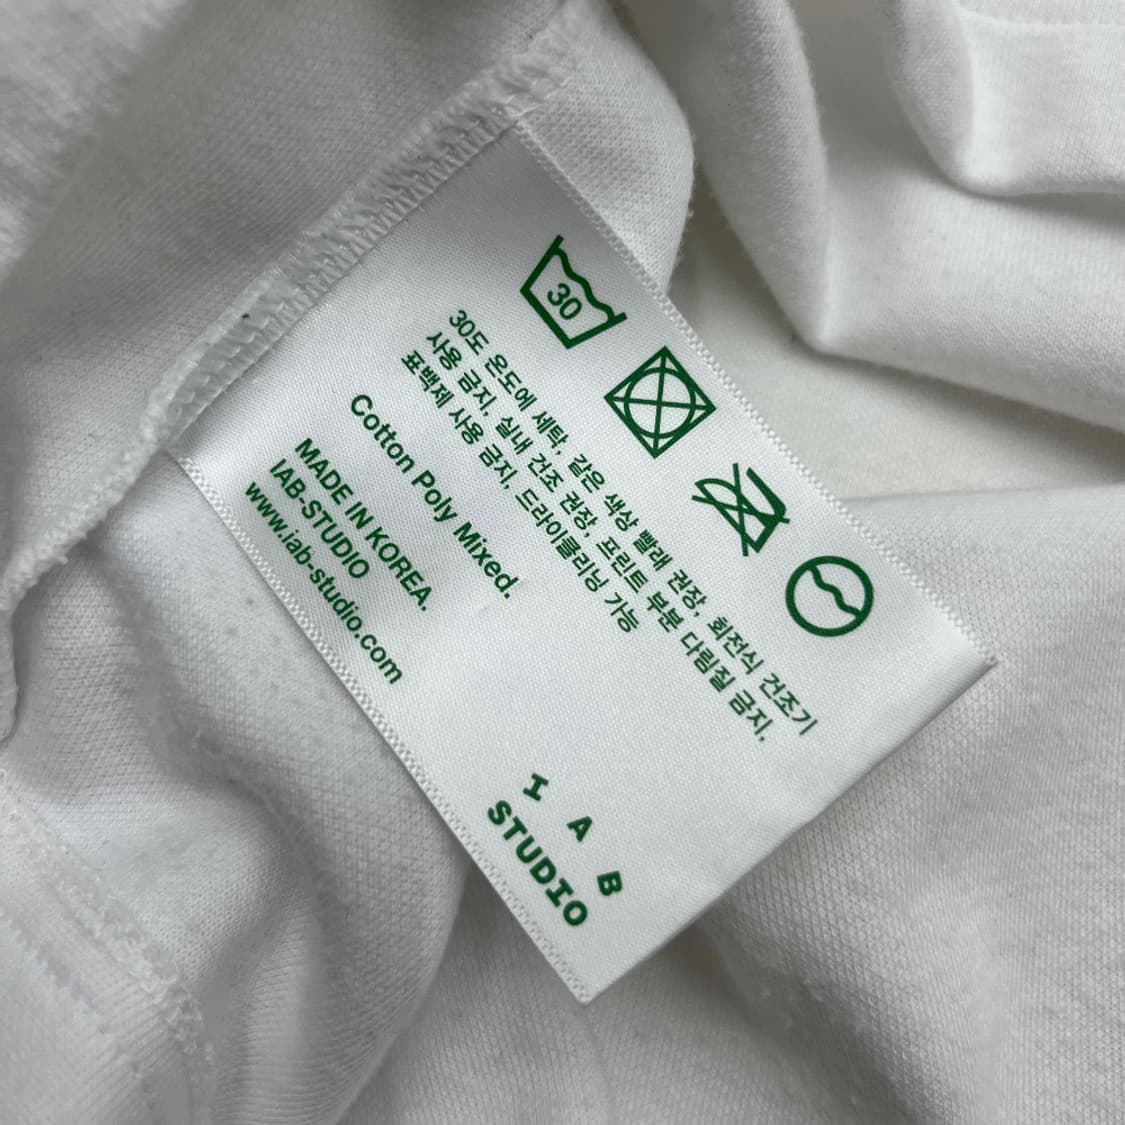 30
30도 온도에 세탁, 같은 색상 빨래 권장, 회전식 건조기
사용 금지, 실내 건조 권장, 프린트 부분 다림질 금지,
표백제 사용 금지, 드라이클리닝 가능
Cotton Poly Mixed.
MADE IN KOREA.
IAB-STUDIO
www.iab-studio.com
I A B
STUDIO